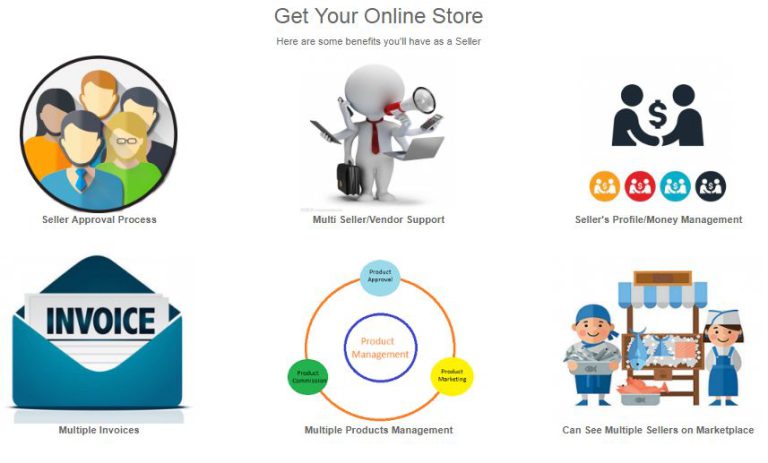 Get Your Online Store
Here are some benefits you'll have as a Seller
Seller Approval Process
Multi Seller/Vendor Support
$
Seller's Profile/Money Management
$ $ $ $
INVOICE
Multiple Invoices
Product
Approval
Product
Management
Product
Commission
Product
Marketing
Multiple Products Management
Can See Multiple Sellers on Marketplace